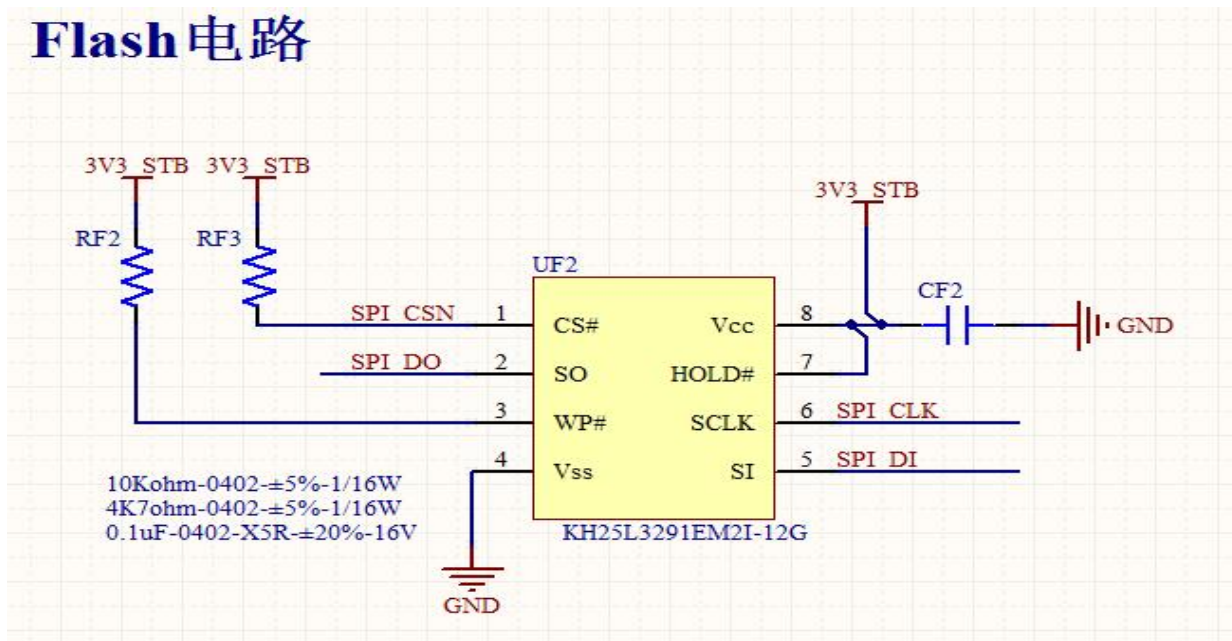 Flash电路
3V3_STB 3V3_STB
3V3_STB
RF2
RF3
UF2
CF2
SPI_CSN 1 CS# Vcc 8
GND
SPI_DO 2 SO HOLD# 7
3 WP# SCLK 6 SPI_CLK
4 Vss SI 5 SPI_DI
10Kohm-0402-±5%-1/16W
4K7ohm-0402-±5%-1/16W
0.1uF-0402-X5R-±20%-16V
KH25L3291EM2I-12G
GND